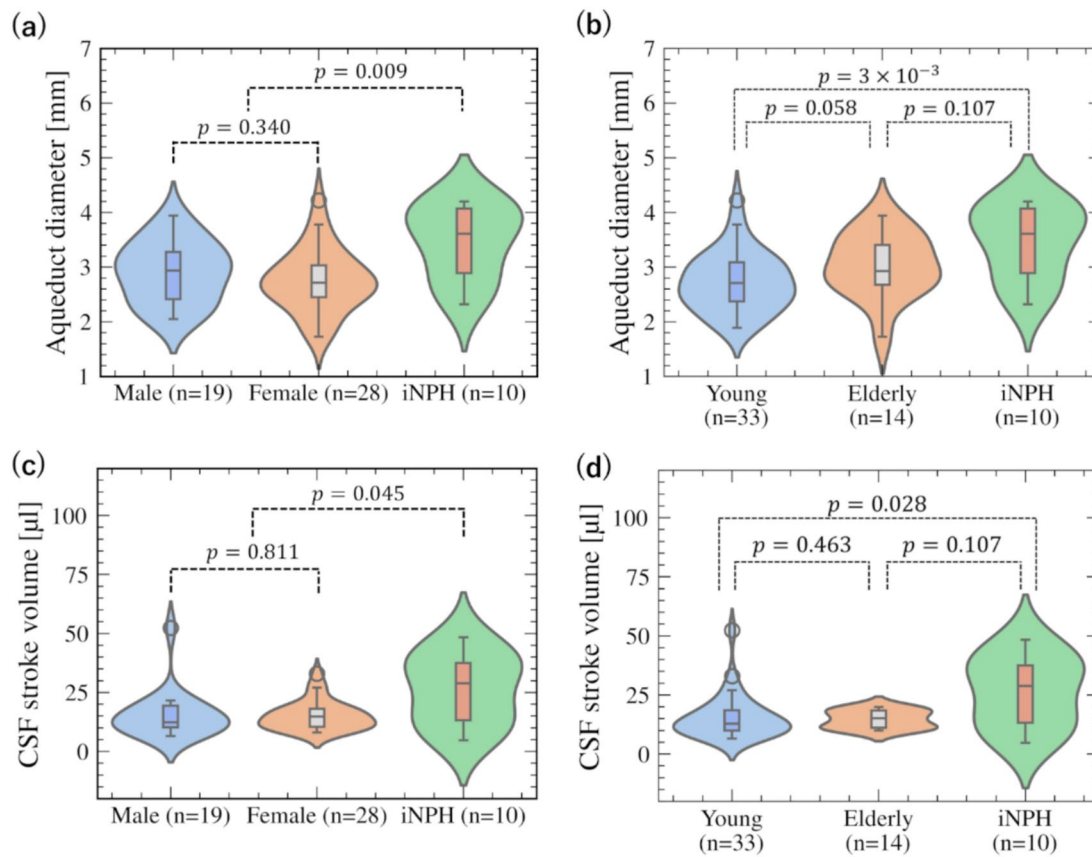 (a)
Aqueduct diameter [mm]
7
6
5
4
3
2
1
p = 0.009
p = 0.340
Male (n=19) Female (n=28) iNPH (n=10)
(b)
Aqueduct diameter [mm]
7
6
5
4
3
2
1
p = 3 × 10⁻³
p = 0.058
p = 0.107
Young Elderly iNPH
(n=33) (n=14) (n=10)
(c)
CSF stroke volume [μl]
100
75
50
25
0
p = 0.045
p = 0.811
Male (n=19) Female (n=28) iNPH (n=10)
(d)
CSF stroke volume [μl]
100
75
50
25
0
p = 0.028
p = 0.463
p = 0.107
Young Elderly iNPH
(n=33) (n=14) (n=10)